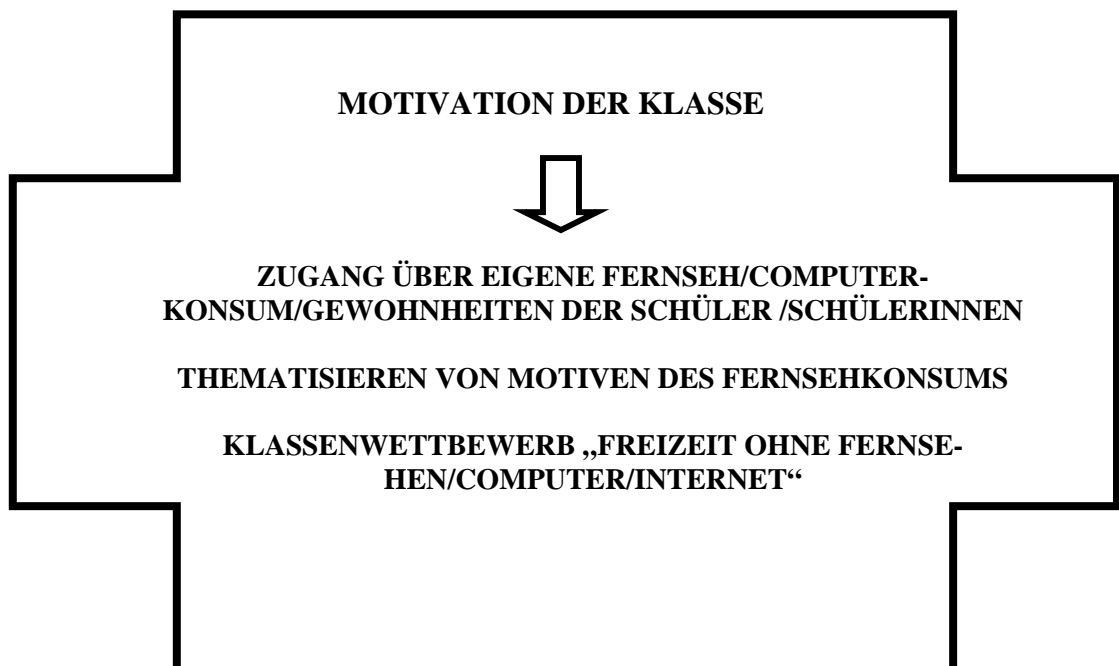 MOTIVATION DER KLASSE
ZUGANG ÜBER EIGENE FERNSEH/COMPUTER-
KONSUM/GEWOHNHEITEN DER SCHÜLER /SCHÜLERINNEN
THEMATISIEREN VON MOTIVEN DES FERNSEHKONSUMS
KLASSENWETTBEWERB „FREIZEIT OHNE FERNSE-
HEN/COMPUTER/INTERNET“